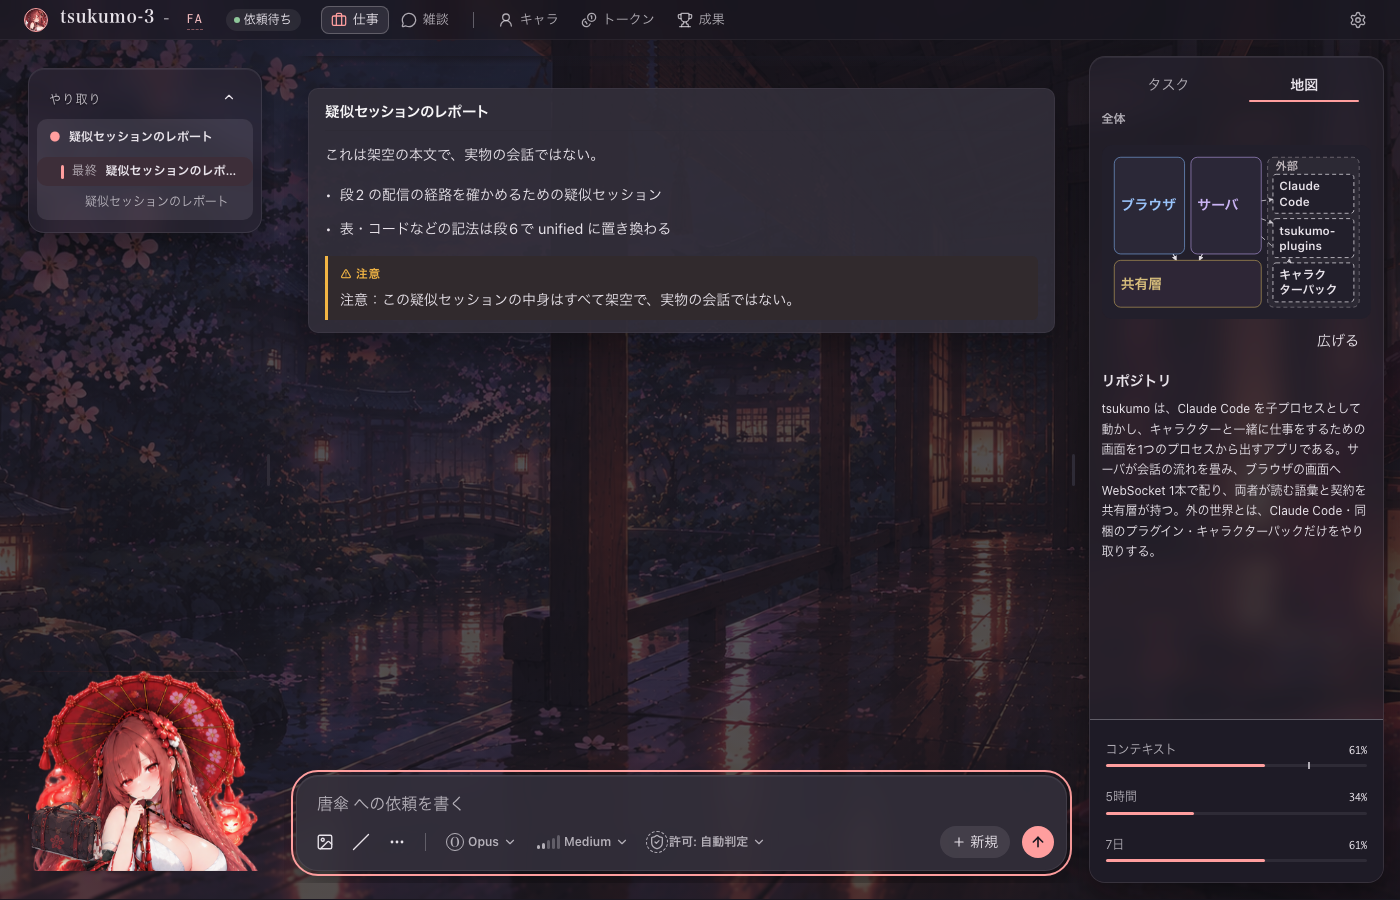 tsukumo-3 - FA
依頼待ち
仕事
雑談
キャラ
トークン
成果
やり取り
疑似セッションのレポート
最終 疑似セッションのレポ…
疑似セッションのレポート
疑似セッションのレポート
これは架空の本文で、実物の会話ではない。
• 段2 の配信の経路を確かめるための疑似セッション
• 表・コードなどの記法は段6で unified に置き換わる
注意
注意：この疑似セッションの中身はすべて架空で、実物の会話ではない。
唐傘 への依頼を書く
Opus
Medium
許可: 自動判定
+ 新規
タスク
地図
全体
ブラウザ
サーバ
共有層
外部
Claude
Code
tsukumo-
plugins
キャラク
ターパック
広げる
リポジトリ
tsukumo は、Claude Code を子プロセスとして
動かし、キャラクターと一緒に仕事をするための
画面を1つのプロセスから出すアプリである。サ
ーバが会話の流れを畳み、ブラウザの画面へ
WebSocket 1本で配り、両者が読む語彙と契約を
共有層が持つ。外の世界とは、Claude Code・同
梱のプラグイン・キャラクターパックだけをやり
取りする。
コンテキスト 61%
5時間 34%
7日 61%